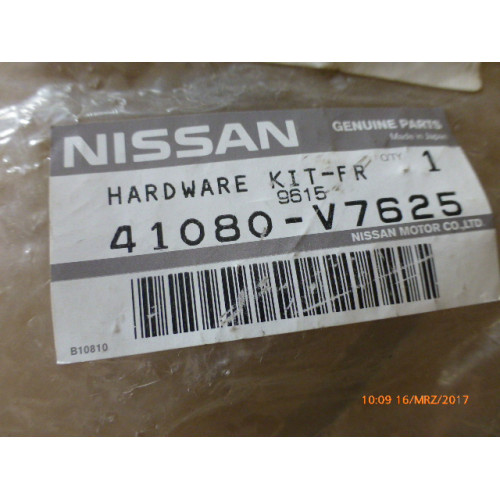 NISSAN
GENUINE PARTS
Made in Japan
HARDWARE KIT-FR
QTY 1
9615
41080-V7625
NISSAN MOTOR CO.,LTD
B10810
10:09 16/MRZ/2017